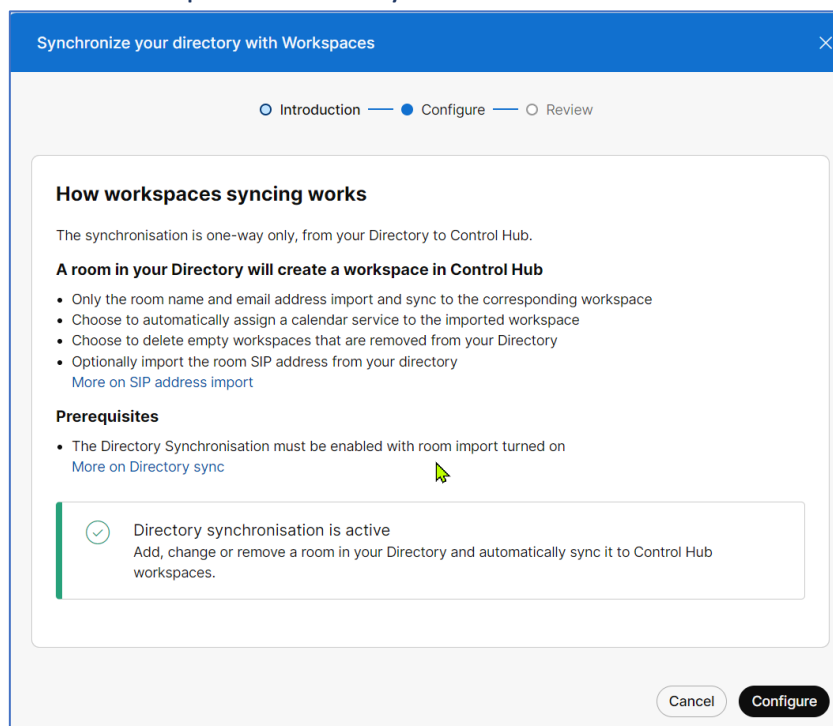 Synchronize your directory with Workspaces
Introduction Configure Review
How workspaces syncing works
The synchronisation is one-way only, from your Directory to Control Hub.
A room in your Directory will create a workspace in Control Hub
• Only the room name and email address import and sync to the corresponding workspace
• Choose to automatically assign a calendar service to the imported workspace
• Choose to delete empty workspaces that are removed from your Directory
• Optionally import the room SIP address from your directory
More on SIP address import
Prerequisites
• The Directory Synchronisation must be enabled with room import turned on
More on Directory sync
Directory synchronisation is active
Add, change or remove a room in your Directory and automatically sync it to Control Hub
workspaces.
Cancel Configure